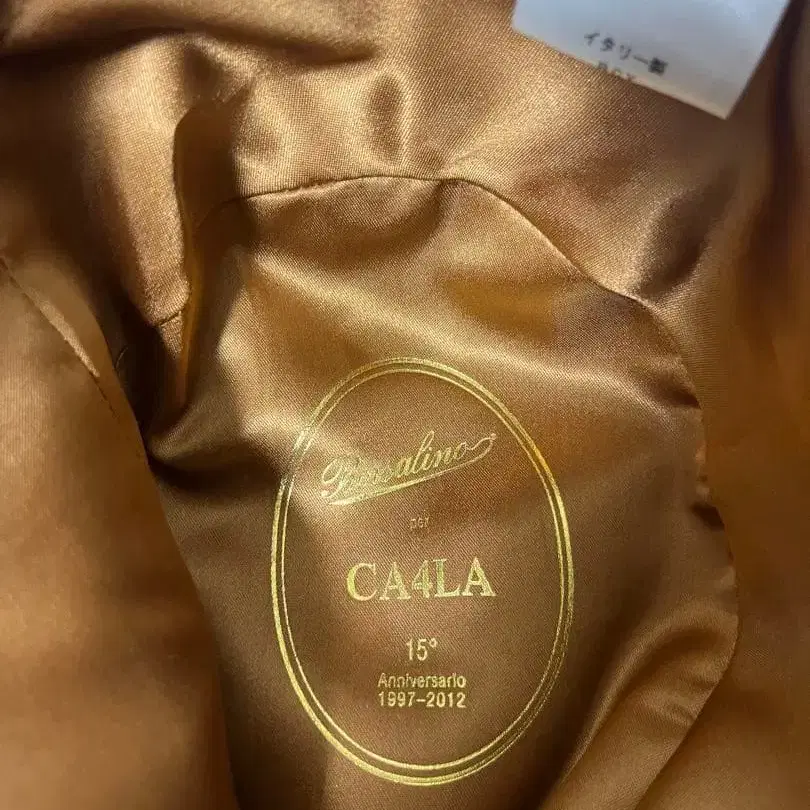 イタリー製
Borsalino
per
CA4LA
15°
Anniversario
1997-2012